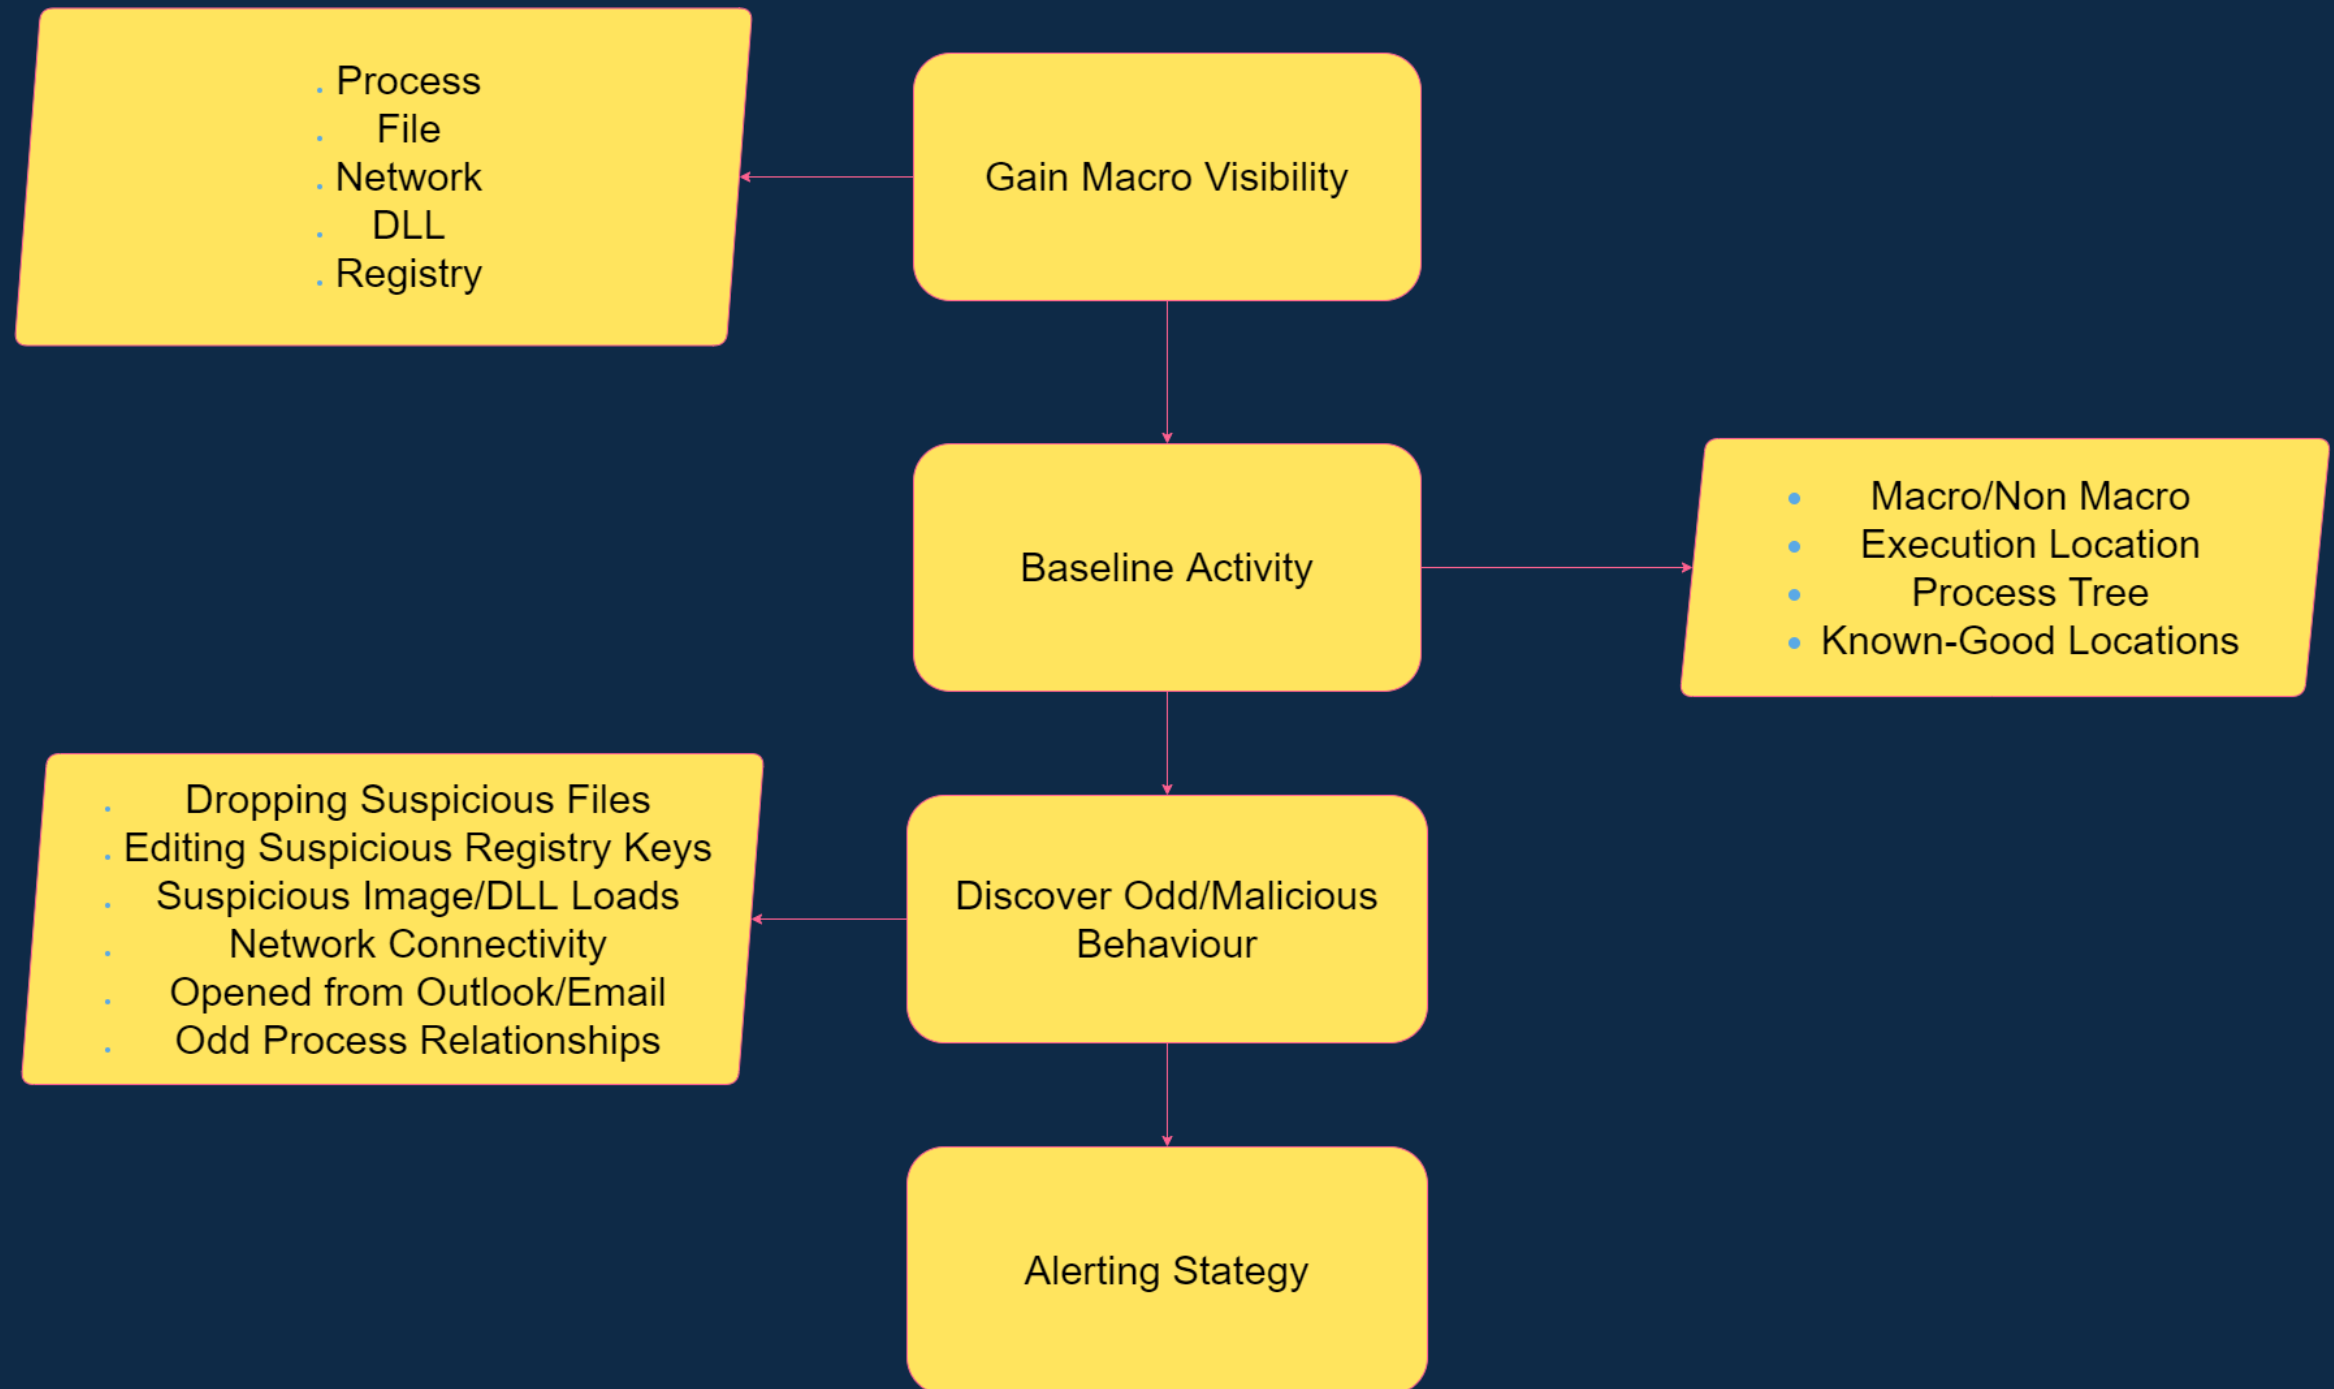 Process
File
Network
DLL
Registry
Gain Macro Visibility
Baseline Activity
Macro/Non Macro
Execution Location
Process Tree
Known-Good Locations
Dropping Suspicious Files
Editing Suspicious Registry Keys
Suspicious Image/DLL Loads
Network Connectivity
Opened from Outlook/Email
Odd Process Relationships
Discover Odd/Malicious
Behaviour
Alerting Stategy